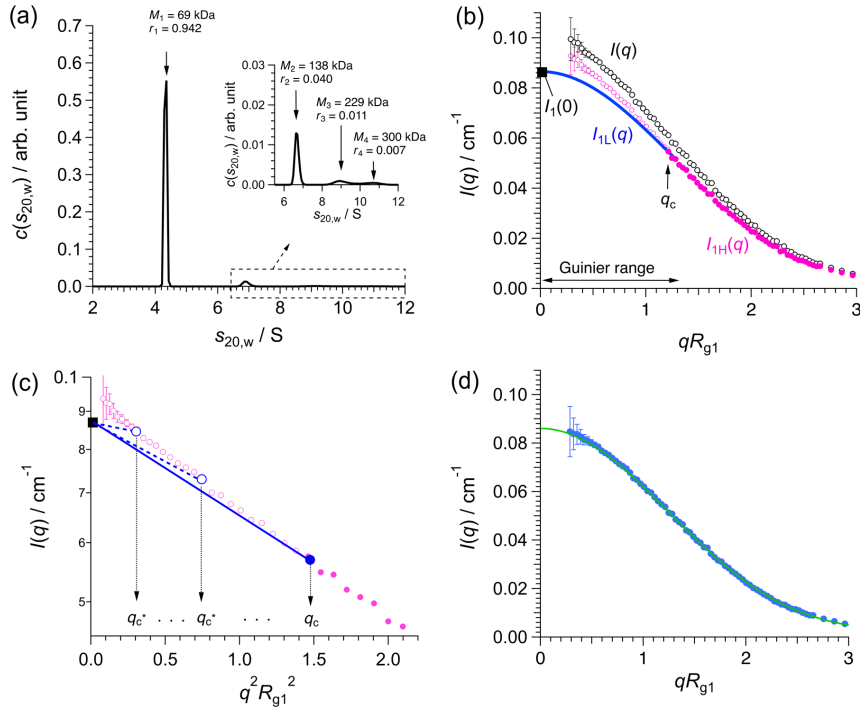 (a)
0.7
0.6
0.5
0.4
0.3
0.2
0.1
0.0
c(s20,w) / arb. unit
M1 = 69 kDa
r1 = 0.942
0.03
0.02
0.01
0.00
c(s20,w) / arb. unit
M2 = 138 kDa
r2 = 0.040
M3 = 229 kDa
r3 = 0.011
M4 = 300 kDa
r4 = 0.007
6 8 10 12
s20,w / S
2 4 6 8 10 12
s20,w / S
(b)
0.10
0.08
0.06
0.04
0.02
0.00
I(q) / cm-1
I(q)
I1(0)
I1L(q)
qc
I1H(q)
Guinier range
0 1 2 3
qRg1
(c)
0.1
9
8
7
6
5
I(q) / cm-1
qc* . . . qc* . . . qc
0.0 0.5 1.0 1.5 2.0
q2Rg12
(d)
0.10
0.08
0.06
0.04
0.02
0.00
I(q) / cm-1
0 1 2 3
qRg1